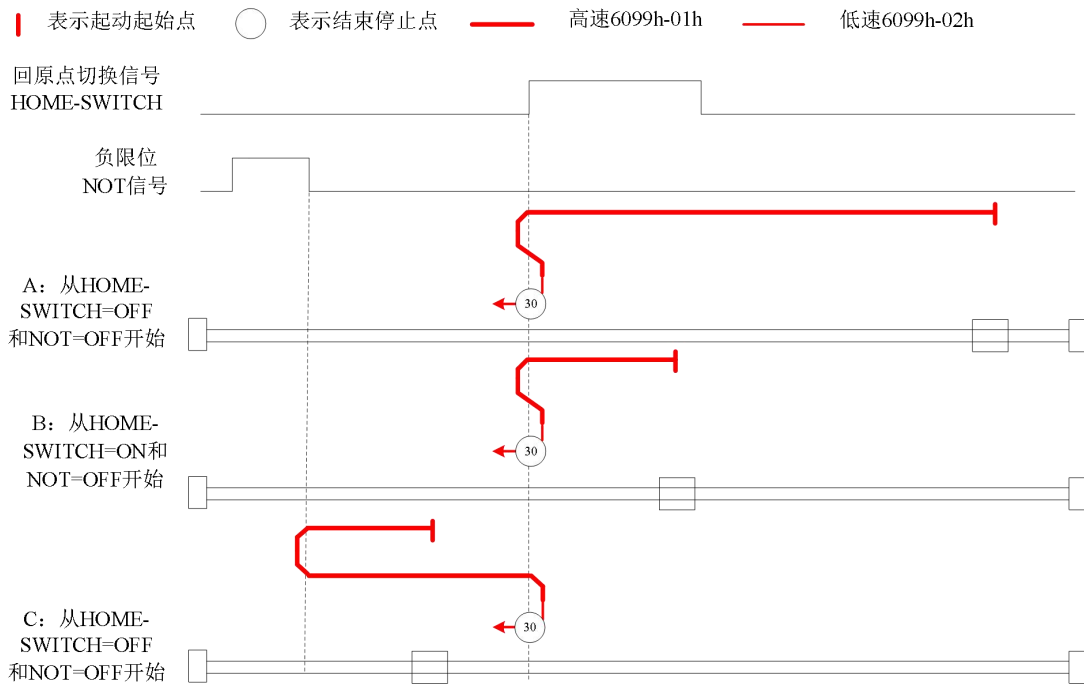 表示起动起始点 表示结束停止点 高速6099h-01h 低速6099h-02h
回原点切换信号
HOME-SWITCH
负限位
NOT信号
A：从HOME-
SWITCH=OFF
和NOT=OFF开始
30
B：从HOME-
SWITCH=ON和
NOT=OFF开始
30
C：从HOME-
SWITCH=OFF
和NOT=OFF开始
30